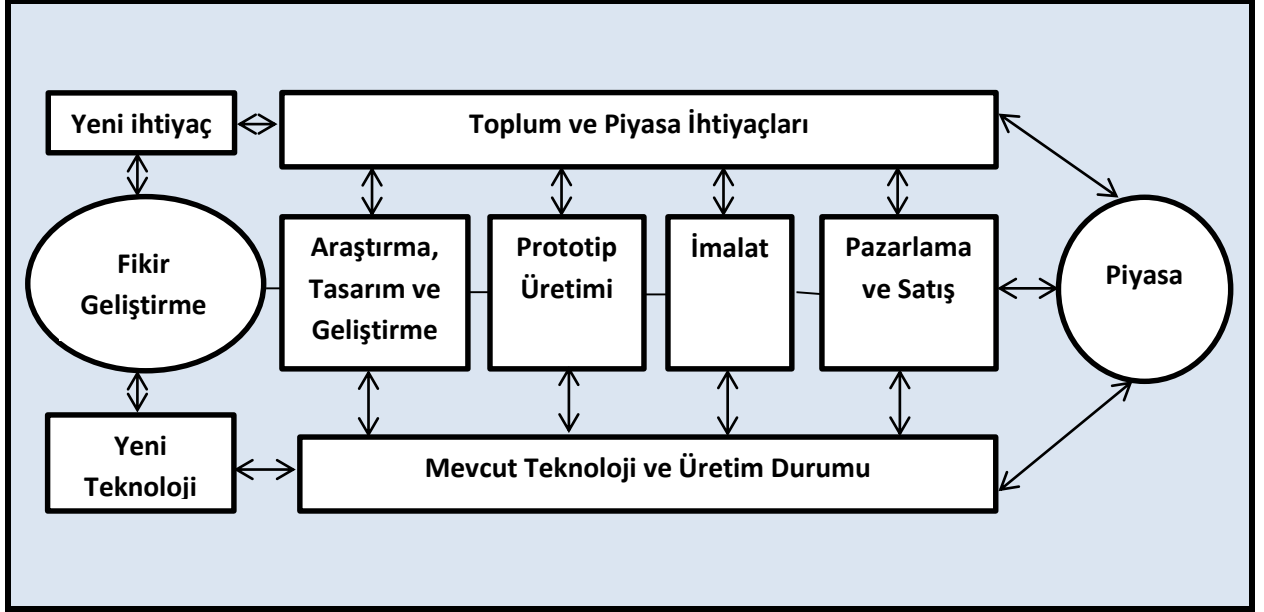 Yeni ihtiyaç
Toplum ve Piyasa İhtiyaçları
Fikir
Geliştirme
Araştırma,
Tasarım ve
Geliştirme
Prototip
Üretimi
İmalat
Pazarlama
ve Satış
Piyasa
Yeni
Teknoloji
Mevcut Teknoloji ve Üretim Durumu